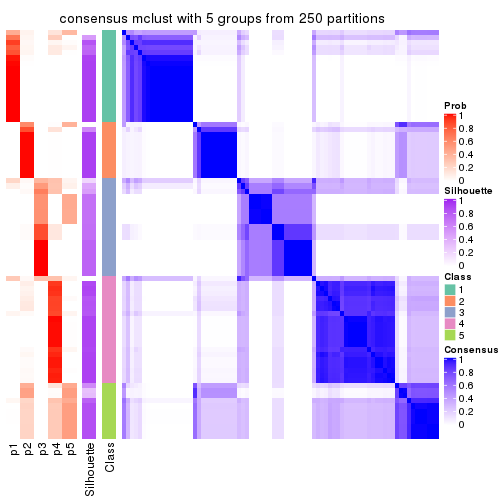 consensus mclust with 5 groups from 250 partitions
Prob
1
0.8
0.6
0.4
0.2
0
Silhouette
1
0.8
0.6
0.4
0.2
0
Class
1
2
3
4
5
Consensus
1
0.8
0.6
0.4
0.2
0
p1
p2
p3
p4
p5
Silhouette
Class